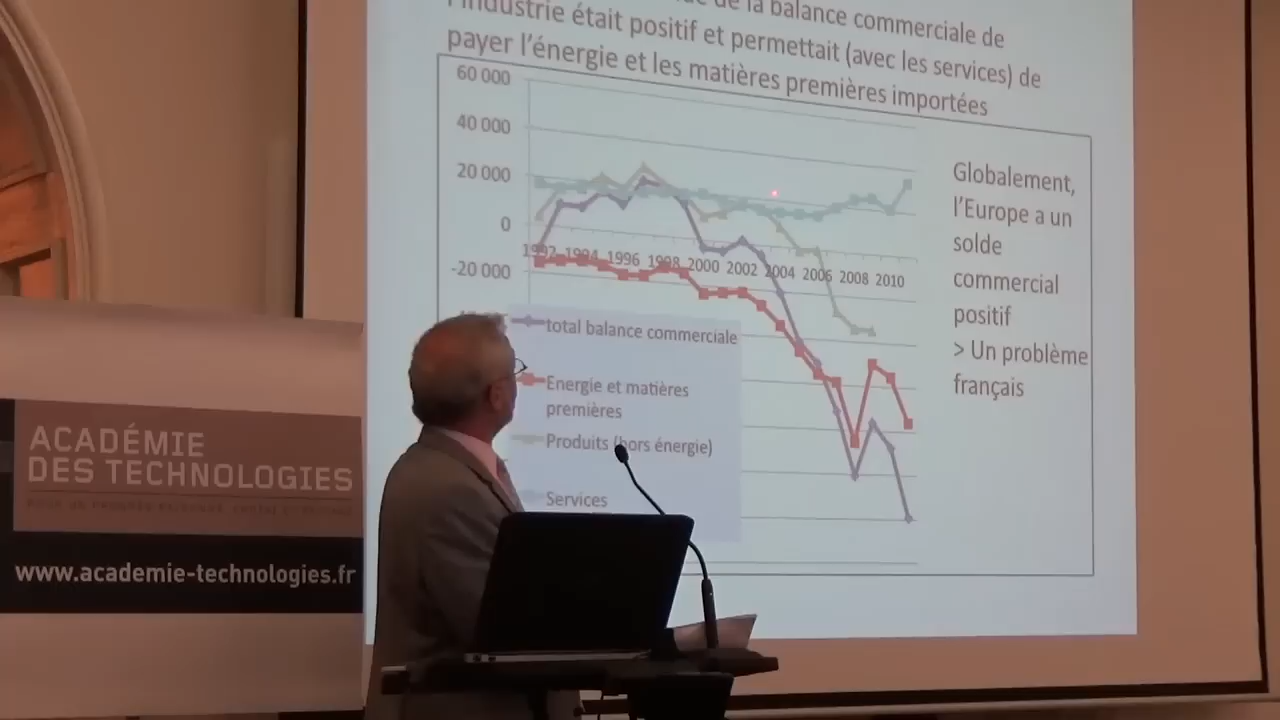 de la balance commerciale de
l'industrie était positif et permettait (avec les services) de
payer l'énergie et les matières premières importées
60 000
40 000
20 000
0
-20 000
1992 1994 1996 1998 2000 2002 2004 2006 2008 2010
total balance commerciale
Energie et matières
premières
Produits (hors énergie)
Services
Globalement,
l'Europe a un
solde
commercial
positif
> Un problème
français
ACADÉMIE
DES TECHNOLOGIES
www.academie-technologies.fr